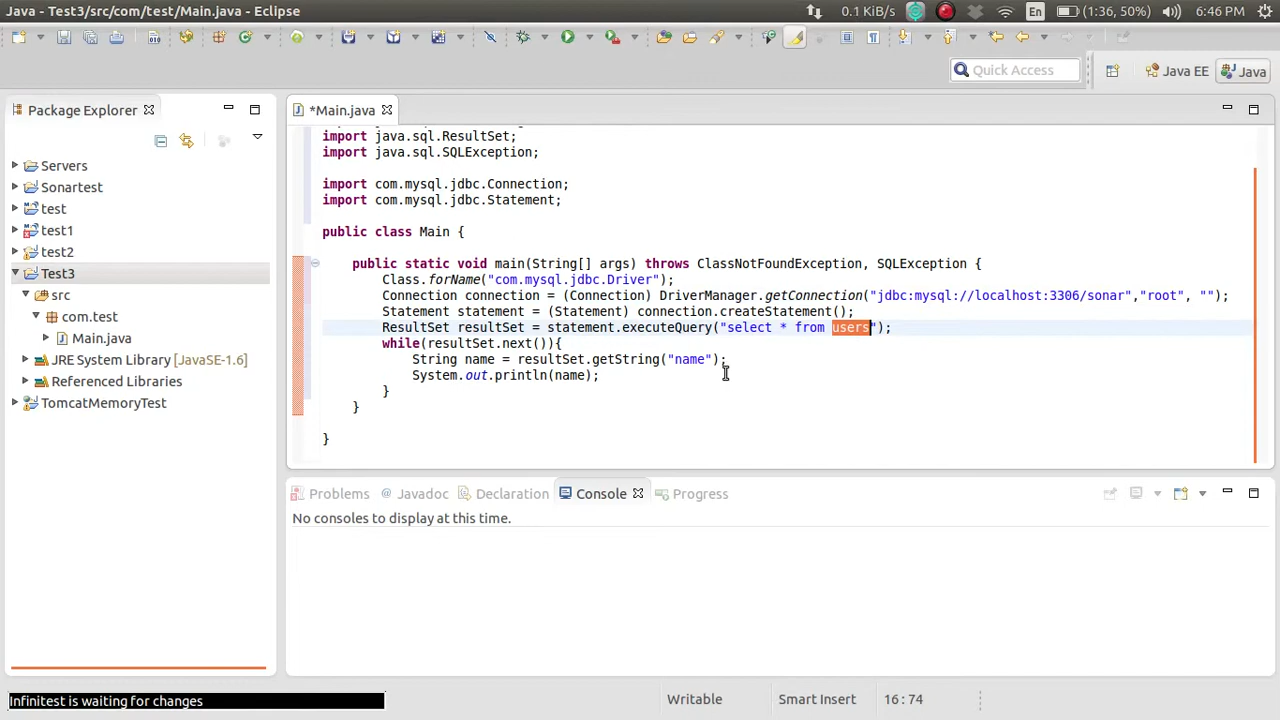 Java - Test3/src/com/test/Main.java - Eclipse
0.1 KiB/s
En
(1:36, 50%)
6:46 PM
Quick Access
Java EE
Java
Package Explorer
Servers
Sonartest
test
test1
test2
Test3
src
com.test
Main.java
JRE System Library [JavaSE-1.6]
Referenced Libraries
TomcatMemoryTest
*Main.java
import java.sql.ResultSet;
import java.sql.SQLException;
import com.mysql.jdbc.Connection;
import com.mysql.jdbc.Statement;
public class Main {
public static void main(String[] args) throws ClassNotFoundException, SQLException {
Class.forName("com.mysql.jdbc.Driver");
Connection connection = (Connection) DriverManager.getConnection("jdbc:mysql://localhost:3306/sonar","root", "");
Statement statement = (Statement) connection.createStatement();
ResultSet resultSet = statement.executeQuery("select * from users");
while(resultSet.next()){
String name = resultSet.getString("name");
System.out.println(name);
}
}
}
Problems
@ Javadoc
Declaration
Console
Progress
No consoles to display at this time.
Infinitest is waiting for changes
Writable
Smart Insert
16 : 74